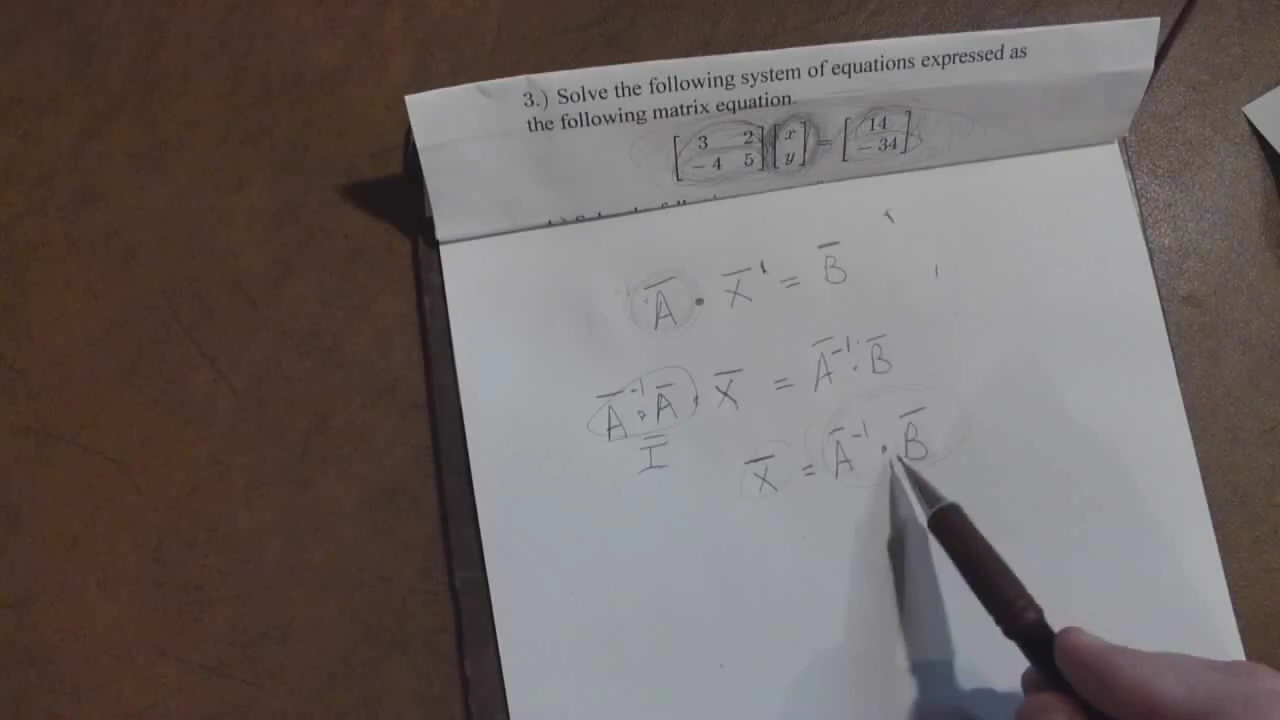 3.) Solve the following system of equations expressed as
the following matrix equation.
[ 3 2 ] [ x ] = [ 14 ]
[ -4 5 ] [ y ] [ -34 ]
A̅ · X̅ = B̅
A̅⁻¹ · A̅ · X̅ = A̅⁻¹ · B̅
I̅
X̅ = A̅⁻¹ · B̅